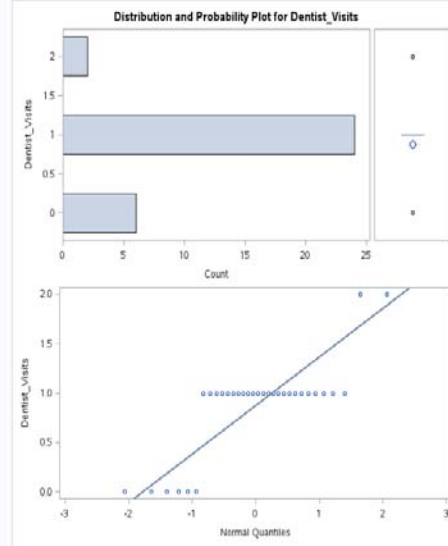 Distribution and Probability Plot for Dentist_Visits
2
1.5
1
0.5
0
Dentist_Visits
0 5 10 15 20 25
Count
2.0
1.5
1.0
0.5
0.0
Dentist_Visits
-3 -2 -1 0 1 2 3
Normal Quantiles